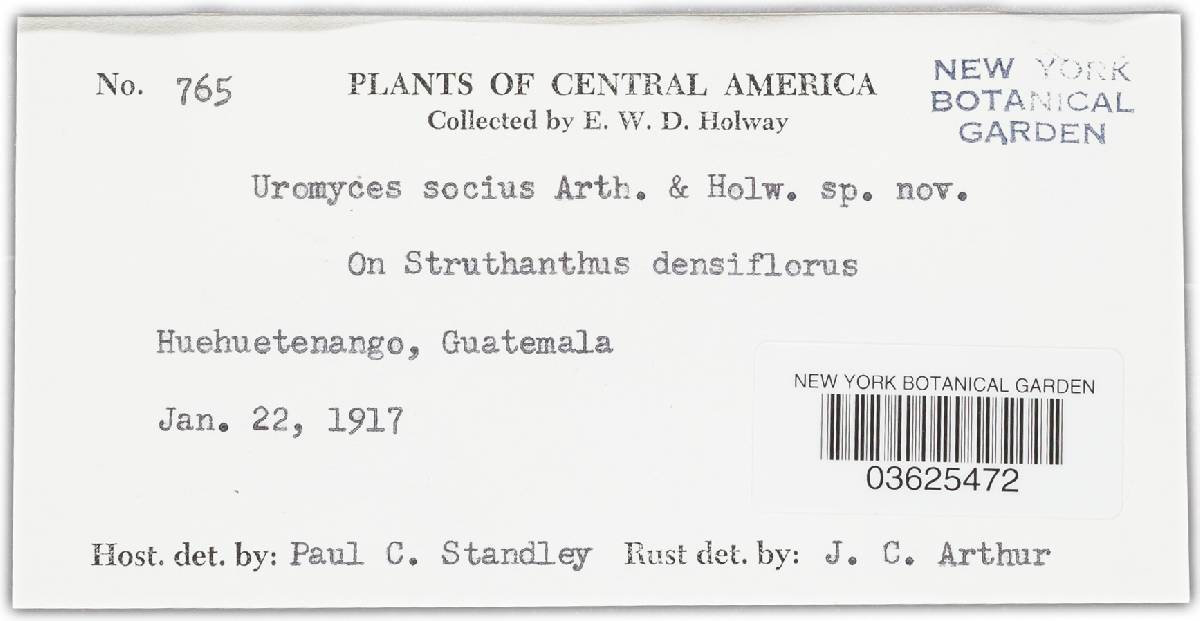 No. 765
PLANTS OF CENTRAL AMERICA
Collected by E. W. D. Holway
NEW YORK
BOTANICAL
GARDEN
Uromyces socius Arth. & Holw. sp. nov.
On Struthanthus densiflorus
Huehuetenango, Guatemala
Jan. 22, 1917
NEW YORK BOTANICAL GARDEN
03625472
Host. det. by: Paul C. Standley Rust det. by: J. C. Arthur